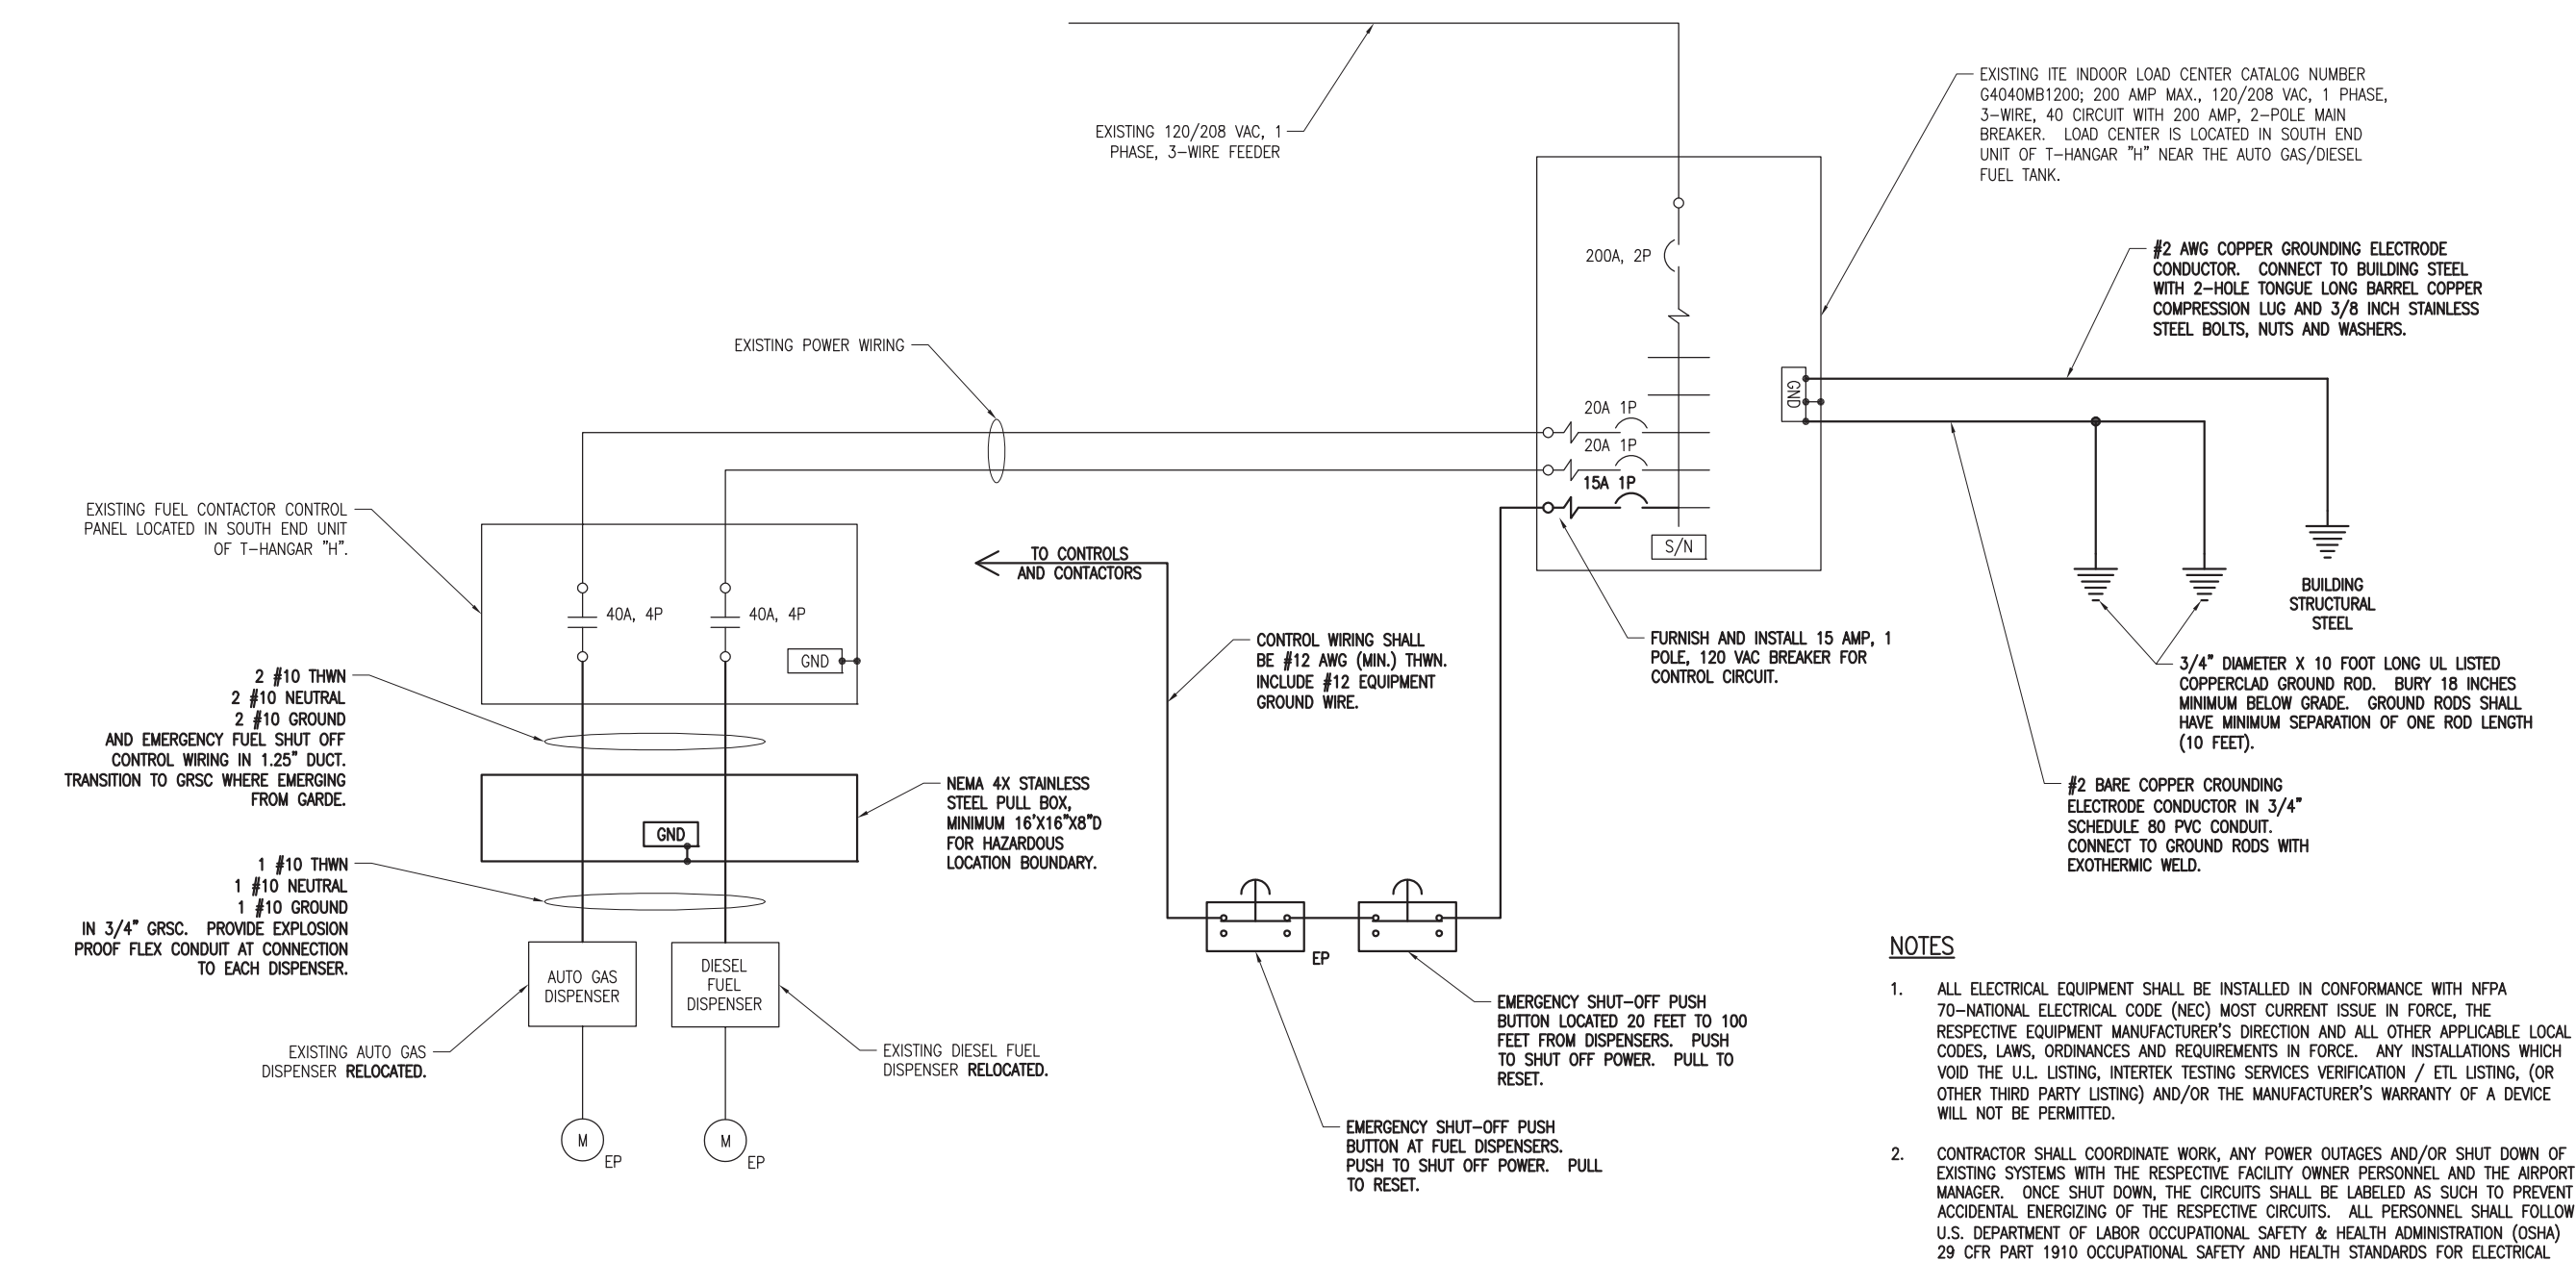 EXISTING 120/208 VAC, 1
PHASE, 3-WIRE FEEDER
EXISTING ITE INDOOR LOAD CENTER CATALOG NUMBER
G4040MB1200; 200 AMP MAX., 120/208 VAC, 1 PHASE,
3-WIRE, 40 CIRCUIT WITH 200 AMP, 2-POLE MAIN
BREAKER. LOAD CENTER IS LOCATED IN SOUTH END
UNIT OF T-HANGAR "H" NEAR THE AUTO GAS/DIESEL
FUEL TANK.
200A, 2P
#2 AWG COPPER GROUNDING ELECTRODE
CONDUCTOR. CONNECT TO BUILDING STEEL
WITH 2-HOLE TONGUE LONG BARREL COPPER
COMPRESSION LUG AND 3/8 INCH STAINLESS
STEEL BOLTS, NUTS AND WASHERS.
EXISTING POWER WIRING
GND
20A 1P
20A 1P
15A 1P
S/N
EXISTING FUEL CONTACTOR CONTROL
PANEL LOCATED IN SOUTH END UNIT
OF T-HANGAR "H".
TO CONTROLS
AND CONTACTORS
40A, 4P
40A, 4P
GND
BUILDING
STRUCTURAL
STEEL
CONTROL WIRING SHALL
BE #12 AWG (MIN.) THWN.
INCLUDE #12 EQUIPMENT
GROUND WIRE.
FURNISH AND INSTALL 15 AMP, 1
POLE, 120 VAC BREAKER FOR
CONTROL CIRCUIT.
3/4" DIAMETER X 10 FOOT LONG UL LISTED
COPPERCLAD GROUND ROD. BURY 18 INCHES
MINIMUM BELOW GRADE. GROUND RODS SHALL
HAVE MINIMUM SEPARATION OF ONE ROD LENGTH
(10 FEET).
2 #10 THWN
2 #10 NEUTRAL
2 #10 GROUND
AND EMERGENCY FUEL SHUT OFF
CONTROL WIRING IN 1.25" DUCT.
TRANSITION TO GRSC WHERE EMERGING
FROM GARDE.
NEMA 4X STAINLESS
STEEL PULL BOX,
MINIMUM 16'X16"X8"D
FOR HAZARDOUS
LOCATION BOUNDARY.
GND
#2 BARE COPPER CROUNDING
ELECTRODE CONDUCTOR IN 3/4"
SCHEDULE 80 PVC CONDUIT.
CONNECT TO GROUND RODS WITH
EXOTHERMIC WELD.
1 #10 THWN
1 #10 NEUTRAL
1 #10 GROUND
IN 3/4" GRSC. PROVIDE EXPLOSION
PROOF FLEX CONDUIT AT CONNECTION
TO EACH DISPENSER.
AUTO GAS
DISPENSER
DIESEL
FUEL
DISPENSER
EP
EXISTING AUTO GAS
DISPENSER RELOCATED.
EXISTING DIESEL FUEL
DISPENSER RELOCATED.
EMERGENCY SHUT-OFF PUSH
BUTTON LOCATED 20 FEET TO 100
FEET FROM DISPENSERS. PUSH
TO SHUT OFF POWER. PULL TO
RESET.
EMERGENCY SHUT-OFF PUSH
BUTTON AT FUEL DISPENSERS.
PUSH TO SHUT OFF POWER. PULL
TO RESET.
M
EP
M
EP
NOTES
1. ALL ELECTRICAL EQUIPMENT SHALL BE INSTALLED IN CONFORMANCE WITH NFPA
70-NATIONAL ELECTRICAL CODE (NEC) MOST CURRENT ISSUE IN FORCE, THE
RESPECTIVE EQUIPMENT MANUFACTURER'S DIRECTION AND ALL OTHER APPLICABLE LOCAL
CODES, LAWS, ORDINANCES AND REQUIREMENTS IN FORCE. ANY INSTALLATIONS WHICH
VOID THE U.L. LISTING, INTERTEK TESTING SERVICES VERIFICATION / ETL LISTING, (OR
OTHER THIRD PARTY LISTING) AND/OR THE MANUFACTURER'S WARRANTY OF A DEVICE
WILL NOT BE PERMITTED.
2. CONTRACTOR SHALL COORDINATE WORK, ANY POWER OUTAGES AND/OR SHUT DOWN OF
EXISTING SYSTEMS WITH THE RESPECTIVE FACILITY OWNER PERSONNEL AND THE AIRPORT
MANAGER. ONCE SHUT DOWN, THE CIRCUITS SHALL BE LABELED AS SUCH TO PREVENT
ACCIDENTAL ENERGIZING OF THE RESPECTIVE CIRCUITS. ALL PERSONNEL SHALL FOLLOW
U.S. DEPARTMENT OF LABOR OCCUPATIONAL SAFETY & HEALTH ADMINISTRATION (OSHA)
29 CFR PART 1910 OCCUPATIONAL SAFETY AND HEALTH STANDARDS FOR ELECTRICAL